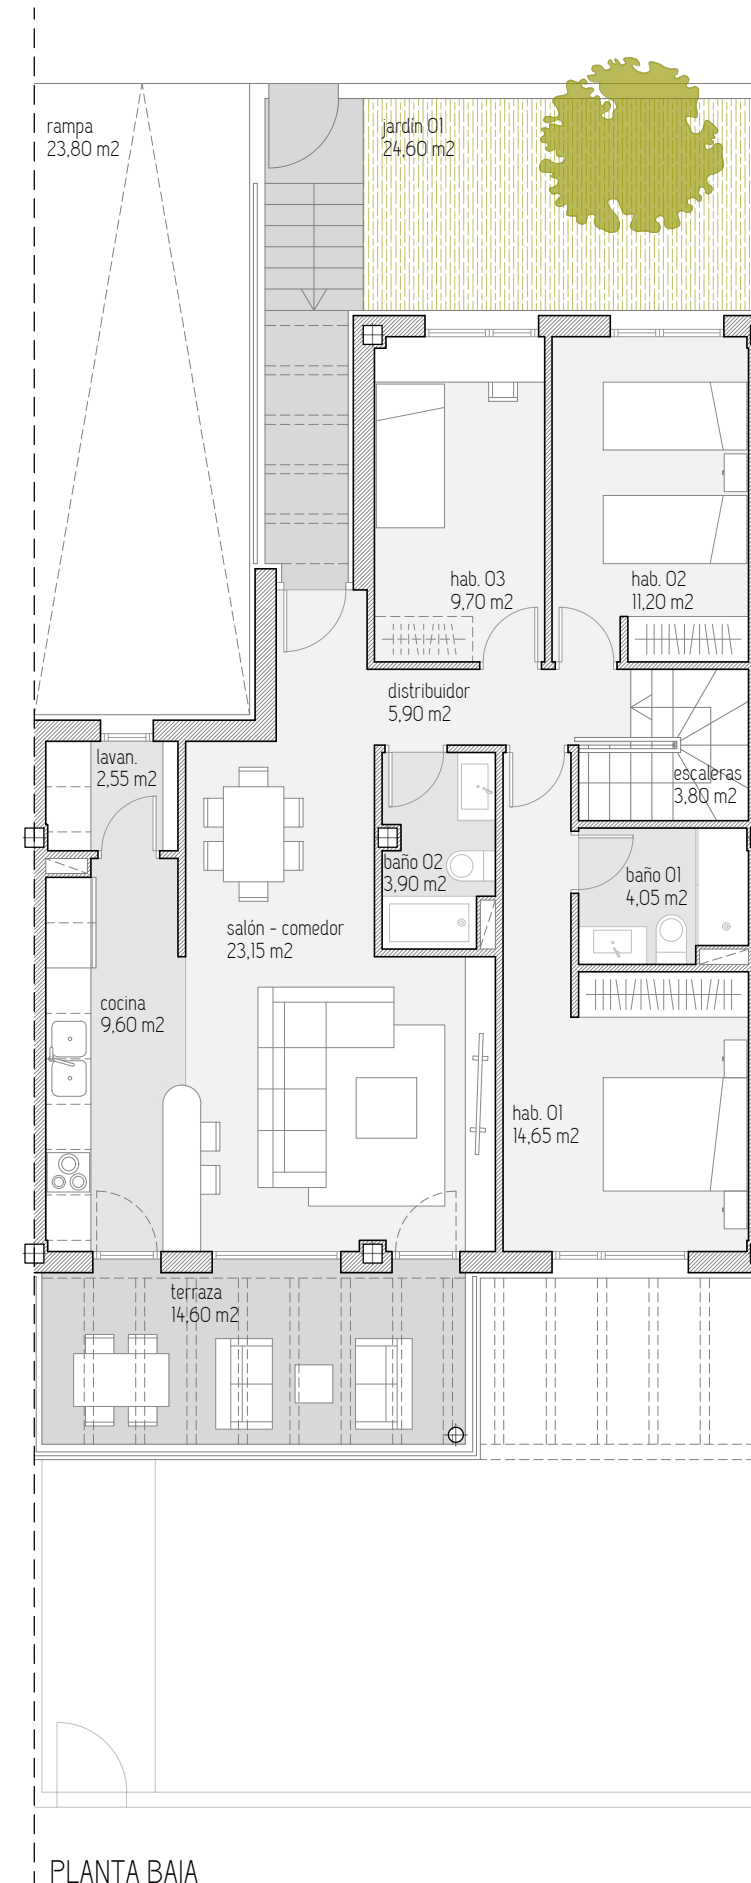 rampa
23,80 m2
jardín 01
24,60 m2
hab. 03
9,70 m2
hab. 02
11,20 m2
distribuidor
5,90 m2
lavan.
2,55 m2
escaleras
3,80 m2
baño 02
3,90 m2
baño 01
4,05 m2
salón - comedor
23,15 m2
cocina
9,60 m2
hab. 01
14,65 m2
terraza
14,60 m2
PLANTA BAJA